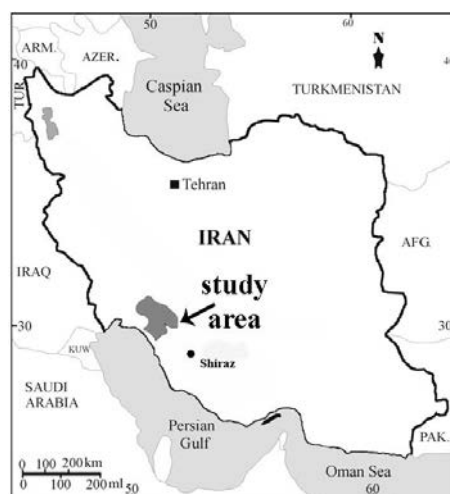 50
60
ARM.
AZER.
N
40
40
Caspian
Sea
TURKMENISTAN
TUR
Tehran
IRAN
AFG.
IRAQ
study
area
30
30
KUW
Shiraz
SAUDI
ARABIA
Persian
Gulf
PAK.
0 100 200km
0 100 200ml
50
Oman Sea
60